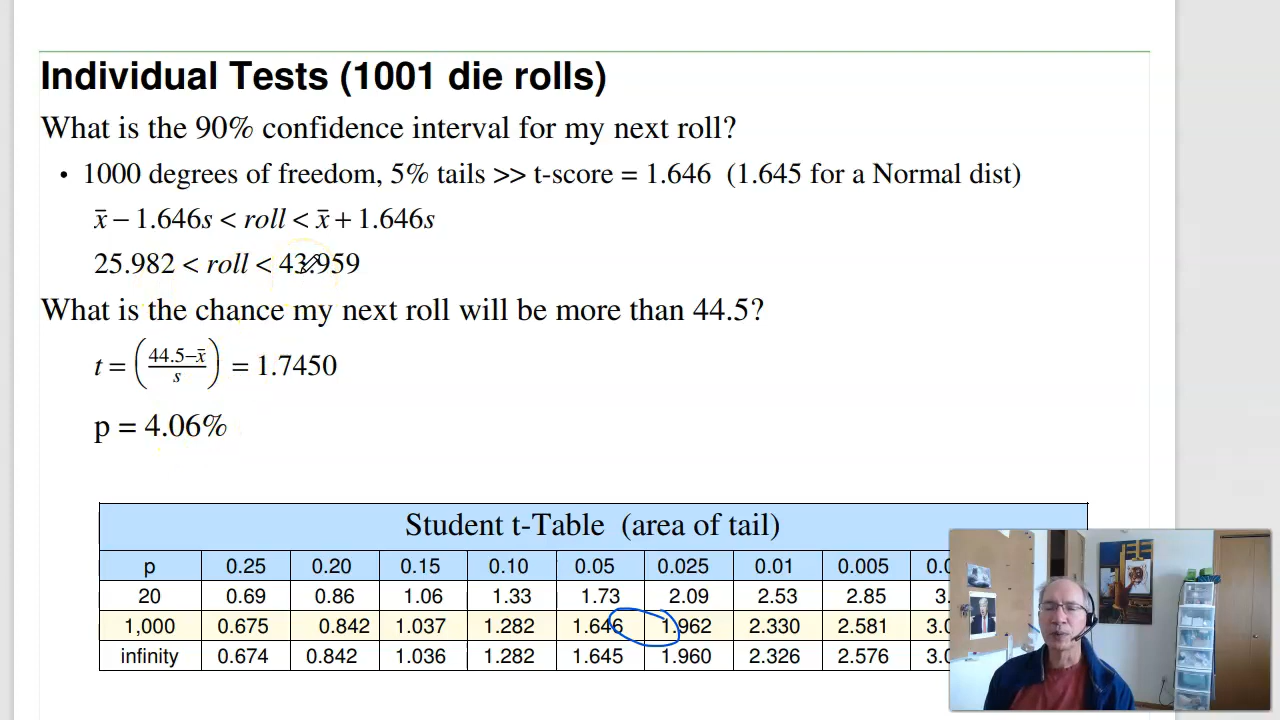 Individual Tests (1001 die rolls)
What is the 90% confidence interval for my next roll?
• 1000 degrees of freedom, 5% tails >> t-score = 1.646 (1.645 for a Normal dist)
x̄ − 1.646s < roll < x̄ + 1.646s
25.982 < roll < 43.959
What is the chance my next roll will be more than 44.5?
t = ( 44.5−x̄ / s ) = 1.7450
p = 4.06%
Student t-Table (area of tail)
p 0.25 0.20 0.15 0.10 0.05 0.025 0.01 0.005
20 0.69 0.86 1.06 1.33 1.73 2.09 2.53 2.85
1,000 0.675 0.842 1.037 1.282 1.646 1.962 2.330 2.581
infinity 0.674 0.842 1.036 1.282 1.645 1.960 2.326 2.576